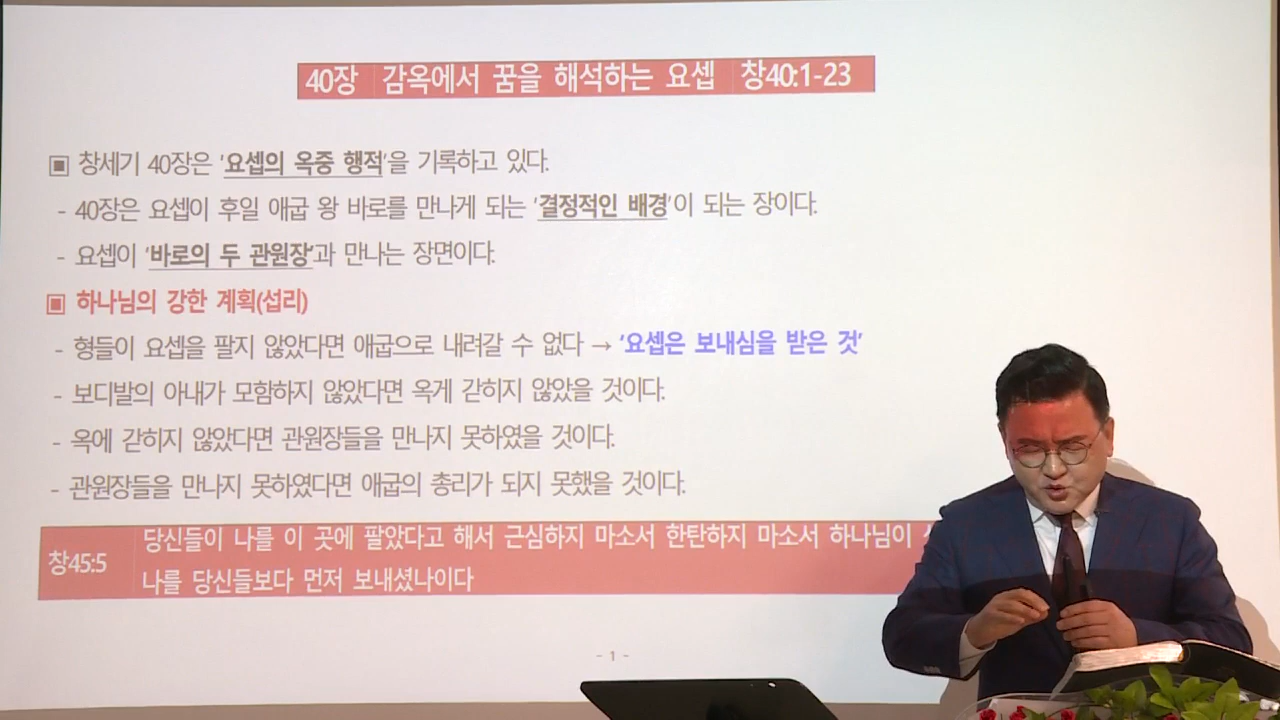 40장 감옥에서 꿈을 해석하는 요셉 창40:1-23
▣ 창세기 40장은 '요셉의 옥중 행적'을 기록하고 있다.
- 40장은 요셉이 후일 애굽 왕 바로를 만나게 되는 '결정적인 배경'이 되는 장이다.
- 요셉이 '바로의 두 관원장'과 만나는 장면이다.
▣ 하나님의 강한 계획(섭리)
- 형들이 요셉을 팔지 않았다면 애굽으로 내려갈 수 없다 → '요셉은 보내심을 받은 것'
- 보디발의 아내가 모함하지 않았다면 옥게 갇히지 않았을 것이다.
- 옥에 갇히지 않았다면 관원장들을 만나지 못하였을 것이다.
- 관원장들을 만나지 못하였다면 애굽의 총리가 되지 못했을 것이다.
창45:5
당신들이 나를 이 곳에 팔았다고 해서 근심하지 마소서 한탄하지 마소서 하나님이
나를 당신들보다 먼저 보내셨나이다
- 1 -